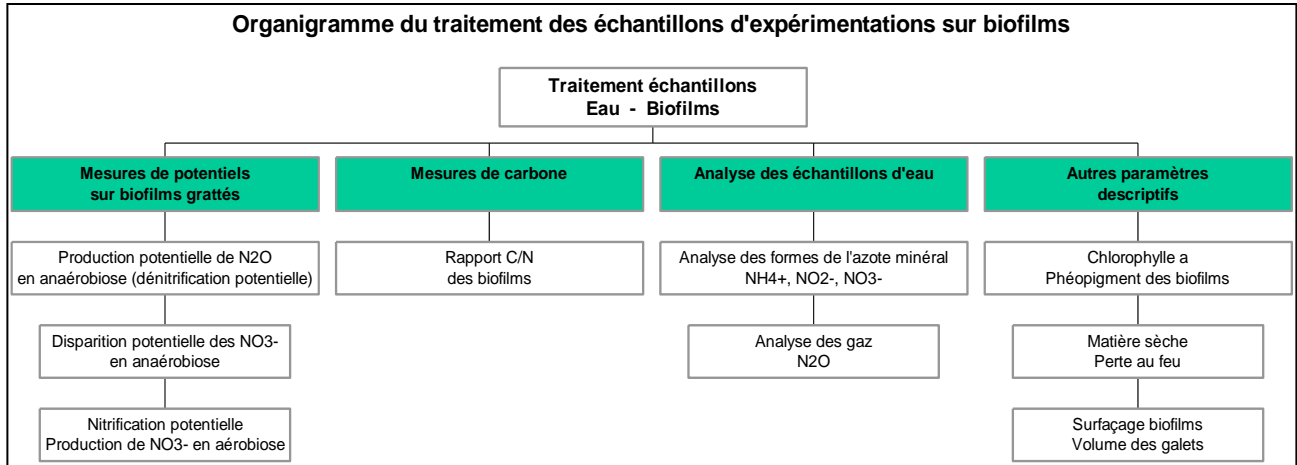 Organigramme du traitement des échantillons d'expérimentations sur biofilms
Traitement échantillons
Eau - Biofilms
Mesures de potentiels
sur biofilms grattés
Production potentielle de N2O
en anaérobiose (dénitrification potentielle)
Disparition potentielle des NO3-
en anaérobiose
Nitrification potentielle
Production de NO3- en aérobiose
Mesures de carbone
Rapport C/N
des biofilms
Analyse des échantillons d'eau
Analyse des formes de l'azote minéral
NH4+, NO2-, NO3-
Analyse des gaz
N2O
Autres paramètres
descriptifs
Chlorophylle a
Phéopigment des biofilms
Matière sèche
Perte au feu
Surfaçage biofilms
Volume des galets